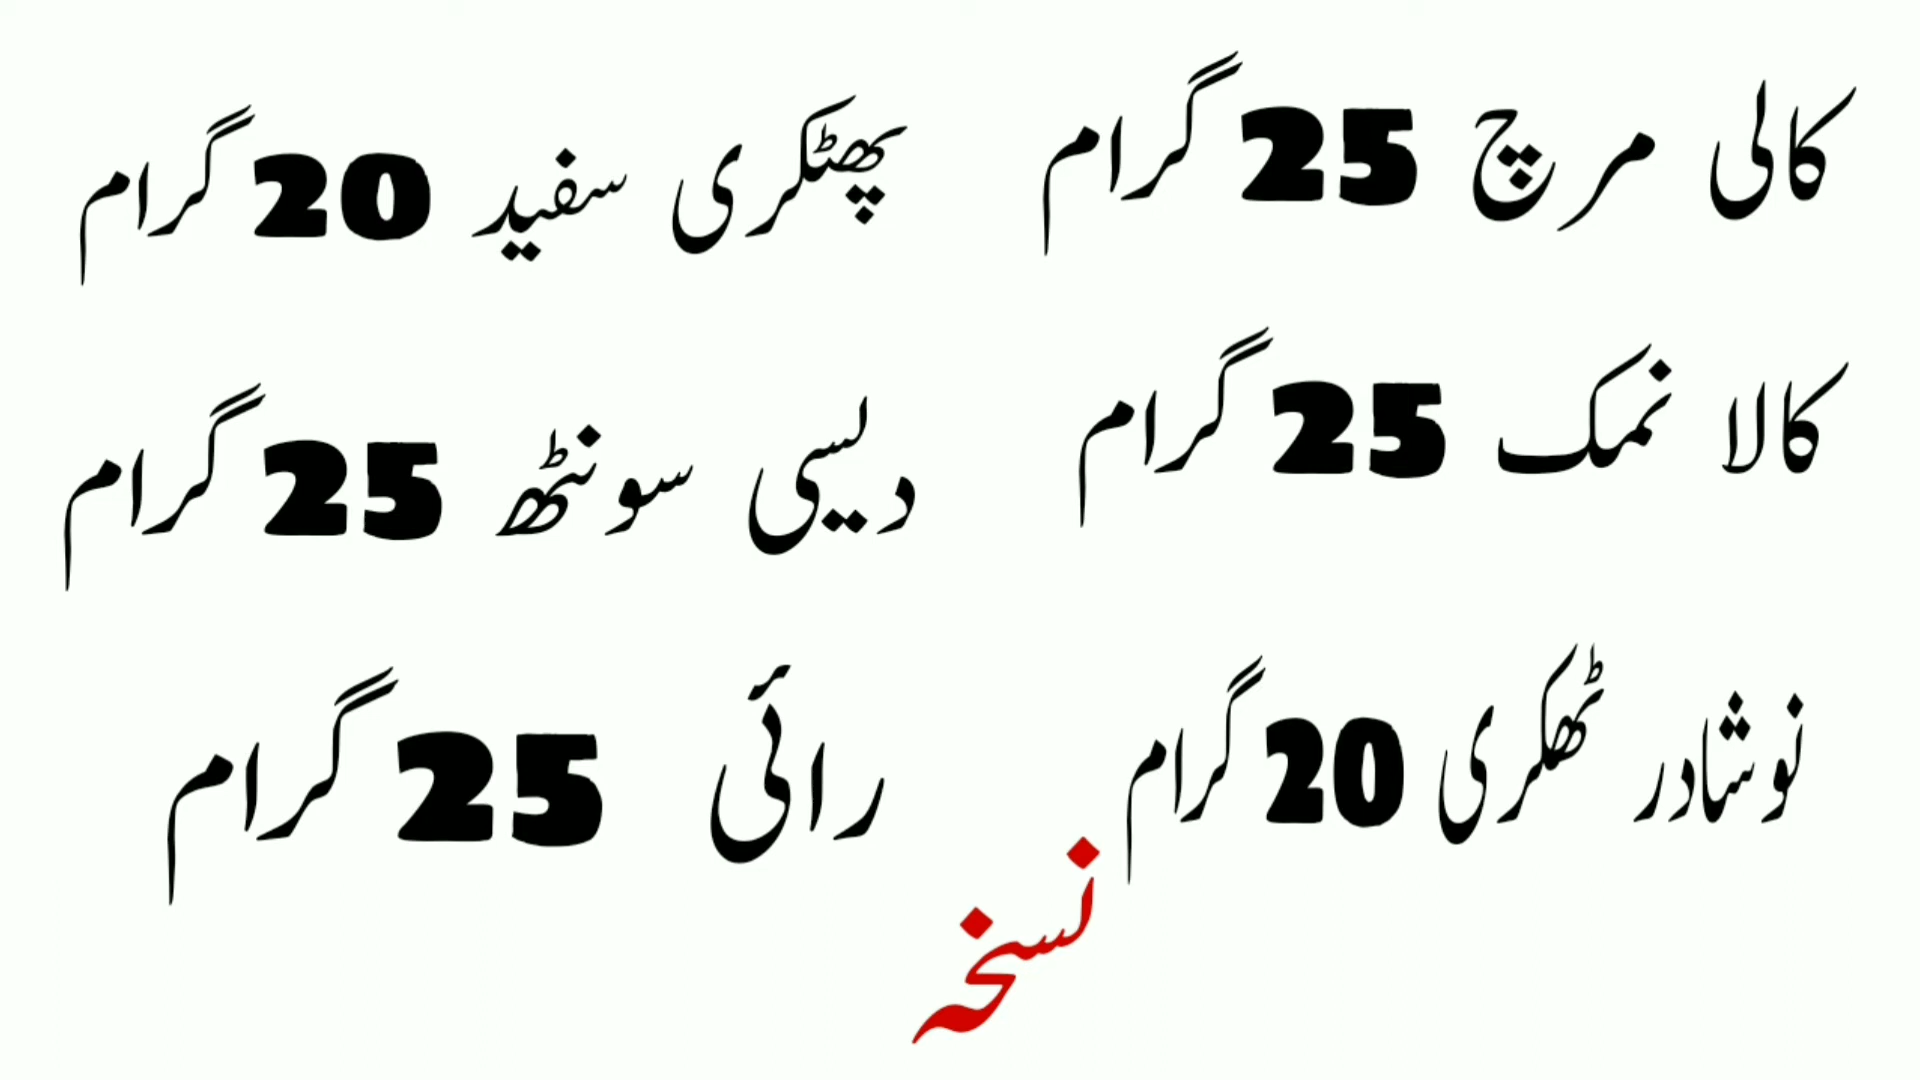 کالی مرچ 25 گرام
پھٹکری سفید 20 گرام
کالا نمک 25 گرام
دیسی سونٹھ 25 گرام
نوشادر ٹھکری 20 گرام
رائی 25 گرام
نسخہ